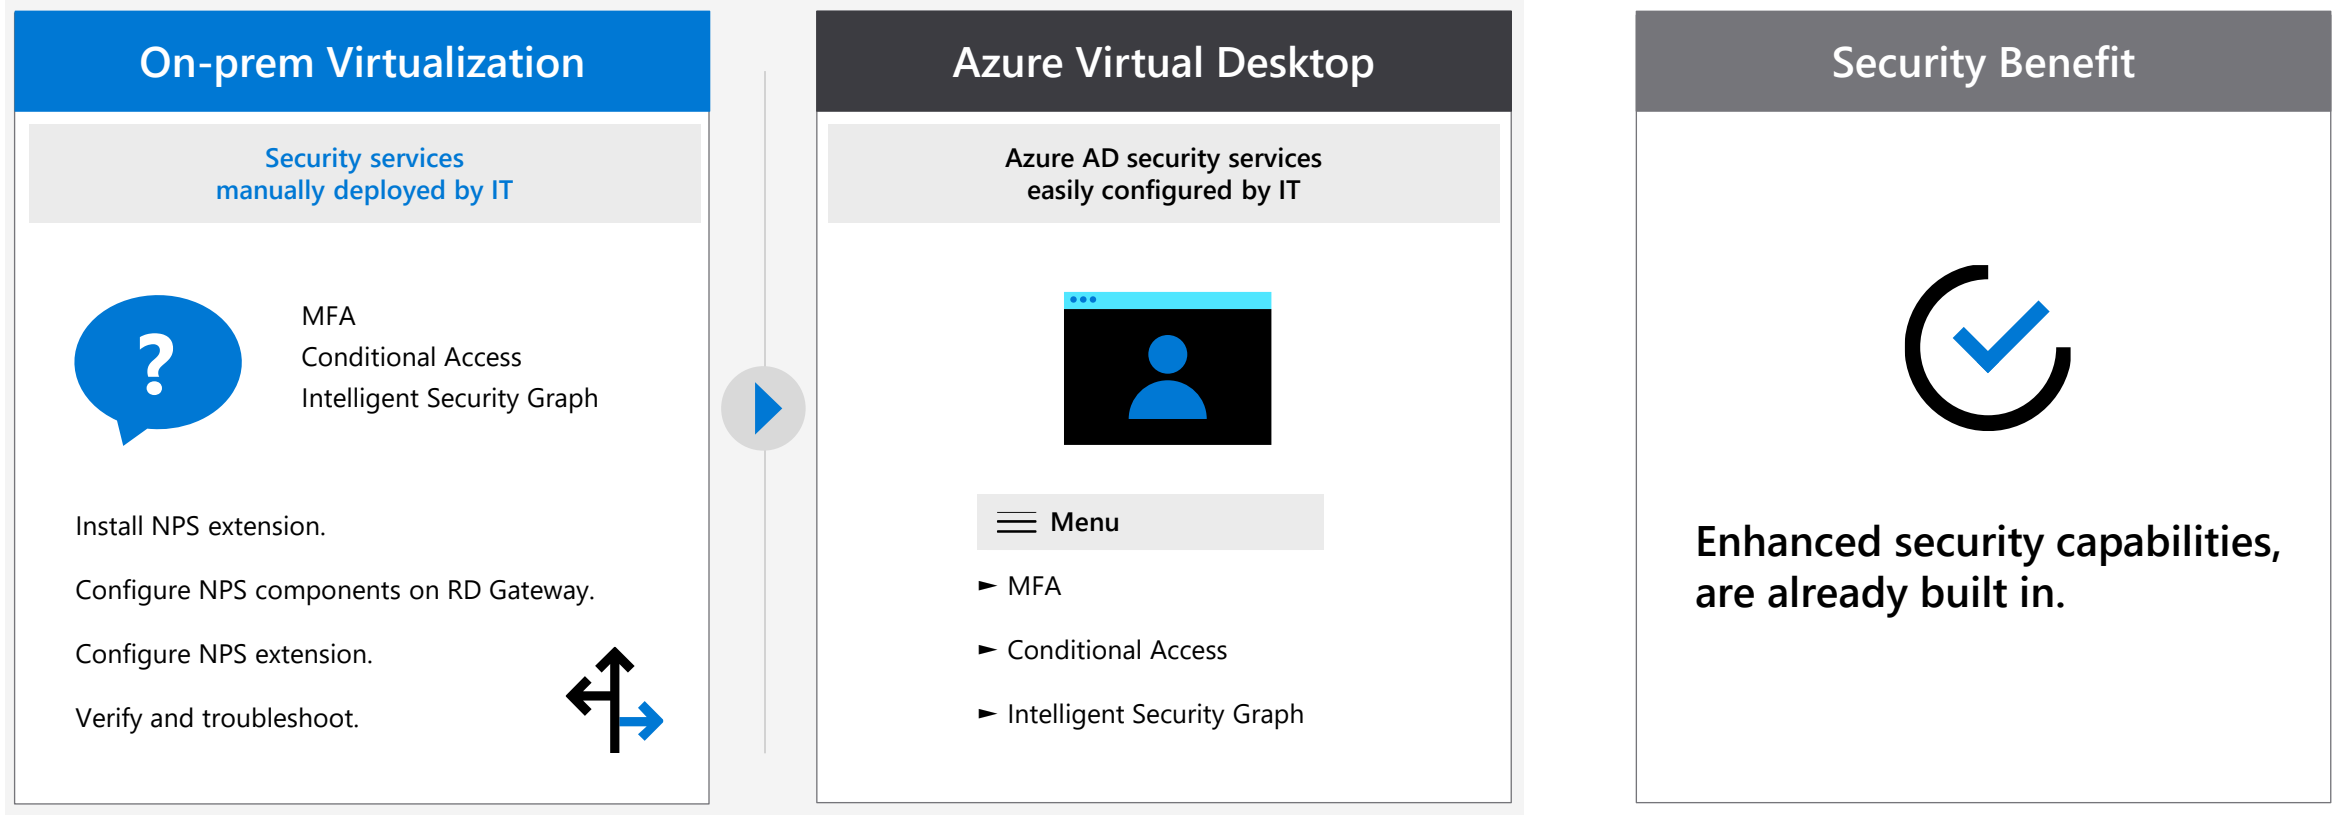 On-prem Virtualization
Security services
manually deployed by IT
?
MFA
Conditional Access
Intelligent Security Graph
Install NPS extension.
Configure NPS components on RD Gateway.
Configure NPS extension.
Verify and troubleshoot.
Azure Virtual Desktop
Azure AD security services
easily configured by IT
Menu
► MFA
► Conditional Access
► Intelligent Security Graph
Security Benefit
Enhanced security capabilities,
are already built in.